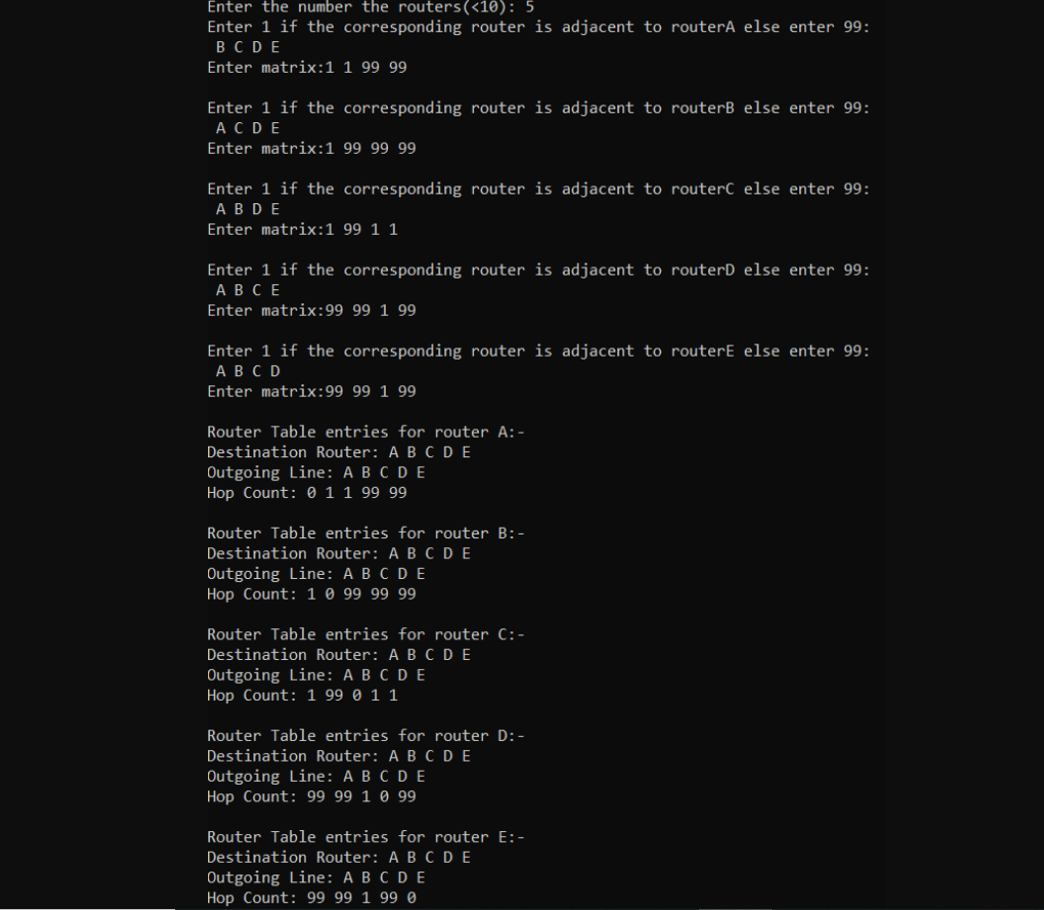 Enter the number the routers(<10): 5
Enter 1 if the corresponding router is adjacent to routerA else enter 99:
B C D E
Enter matrix:1 1 99 99
Enter 1 if the corresponding router is adjacent to routerB else enter 99:
A C D E
Enter matrix:1 99 99 99
Enter 1 if the corresponding router is adjacent to routerC else enter 99:
A B D E
Enter matrix:1 99 1 1
Enter 1 if the corresponding router is adjacent to routerD else enter 99:
A B C E
Enter matrix:99 99 1 99
Enter 1 if the corresponding router is adjacent to routerE else enter 99:
A B C D
Enter matrix:99 99 1 99
Router Table entries for router A:-
Destination Router: A B C D E
Outgoing Line: A B C D E
Hop Count: 0 1 1 99 99
Router Table entries for router B:-
Destination Router: A B C D E
Outgoing Line: A B C D E
Hop Count: 1 0 99 99 99
Router Table entries for router C:-
Destination Router: A B C D E
Outgoing Line: A B C D E
Hop Count: 1 99 0 1 1
Router Table entries for router D:-
Destination Router: A B C D E
Outgoing Line: A B C D E
Hop Count: 99 99 1 0 99
Router Table entries for router E:-
Destination Router: A B C D E
Outgoing Line: A B C D E
Hop Count: 99 99 1 99 0